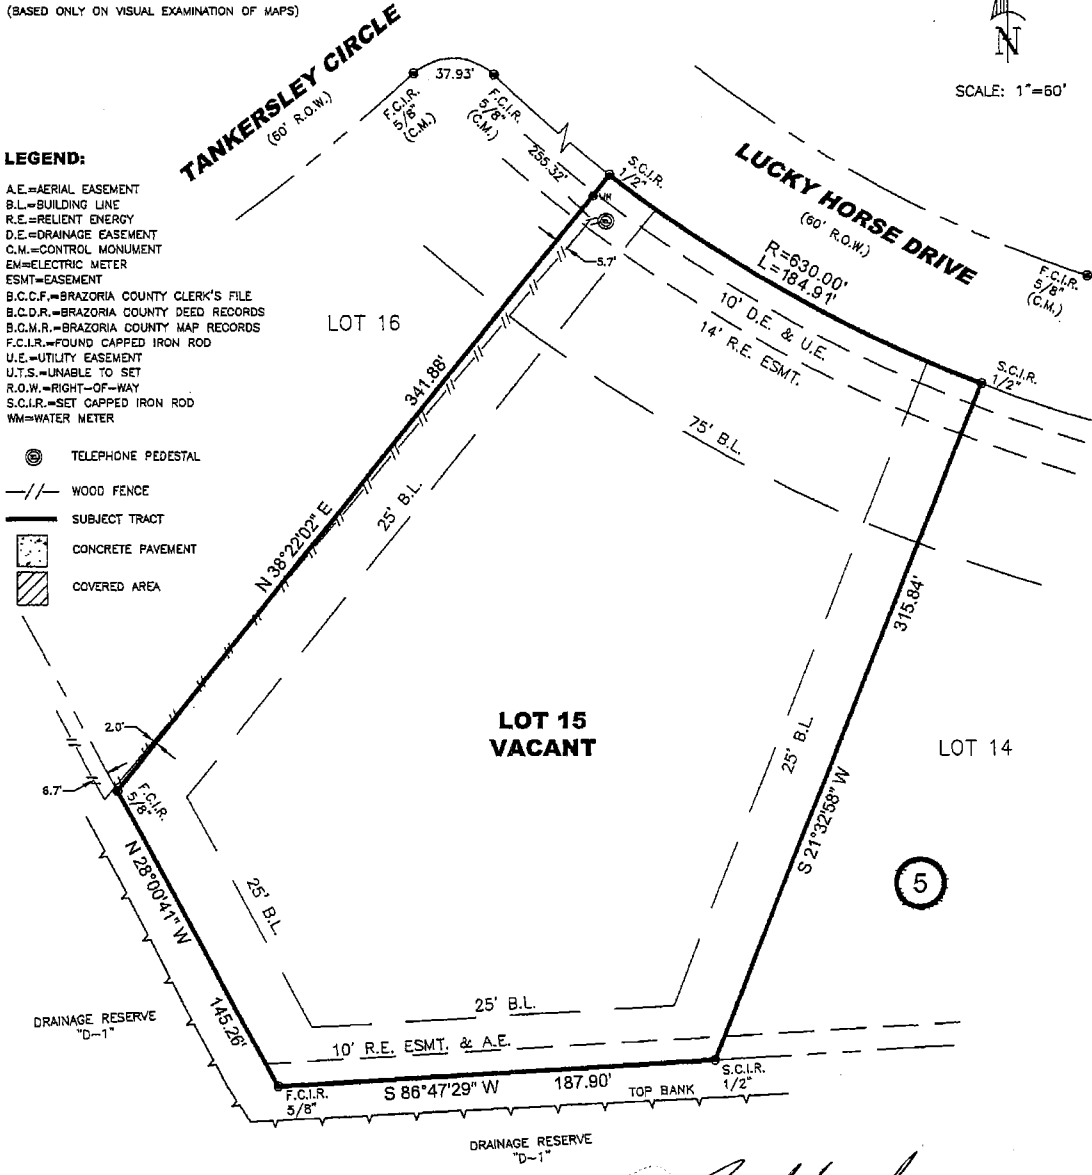 (BASED ONLY ON VISUAL EXAMINATION OF MAPS)
TANKERSLEY CIRCLE
(60' R.O.W.)
37.93'
F.C.I.R.
5/8"
(C.M.)
F.C.I.R.
5/8"
(C.M.)
N
SCALE: 1"=60'
256.32'
S.C.I.R.
1/2"
WM
5.7'
LUCKY HORSE DRIVE
(60' R.O.W.)
R=630.00'
L=184.91'
F.C.I.R.
5/8"
(C.M.)
10' D.E. & U.E.
14' R.E. ESMT.
S.C.I.R.
1/2"
75' B.L.
LEGEND:
A.E.=AERIAL EASEMENT
B.L.=BUILDING LINE
R.E.=RELIENT ENERGY
D.E.=DRAINAGE EASEMENT
C.M.=CONTROL MONUMENT
EM=ELECTRIC METER
ESMT=EASEMENT
B.C.C.F.=BRAZORIA COUNTY CLERK'S FILE
B.C.D.R.=BRAZORIA COUNTY DEED RECORDS
B.C.M.R.=BRAZORIA COUNTY MAP RECORDS
F.C.I.R.=FOUND CAPPED IRON ROD
U.E.=UTILITY EASEMENT
U.T.S.=UNABLE TO SET
R.O.W.=RIGHT-OF-WAY
S.C.I.R.=SET CAPPED IRON ROD
WM=WATER METER
TELEPHONE PEDESTAL
WOOD FENCE
SUBJECT TRACT
CONCRETE PAVEMENT
COVERED AREA
LOT 16
341.88'
N 38°22'02" E
25' B.L.
315.84'
S 21°32'58" W
25' B.L.
LOT 15
VACANT
LOT 14
5
2.0'
6.7'
F.C.I.R.
5/8"
N 28°00'41" W
145.26'
25' B.L.
25' B.L.
10' R.E. ESMT. & A.E.
DRAINAGE RESERVE
"D~1"
F.C.I.R.
5/8"
S 86°47'29" W
187.90'
TOP BANK
S.C.I.R.
1/2"
DRAINAGE RESERVE
"D~1"